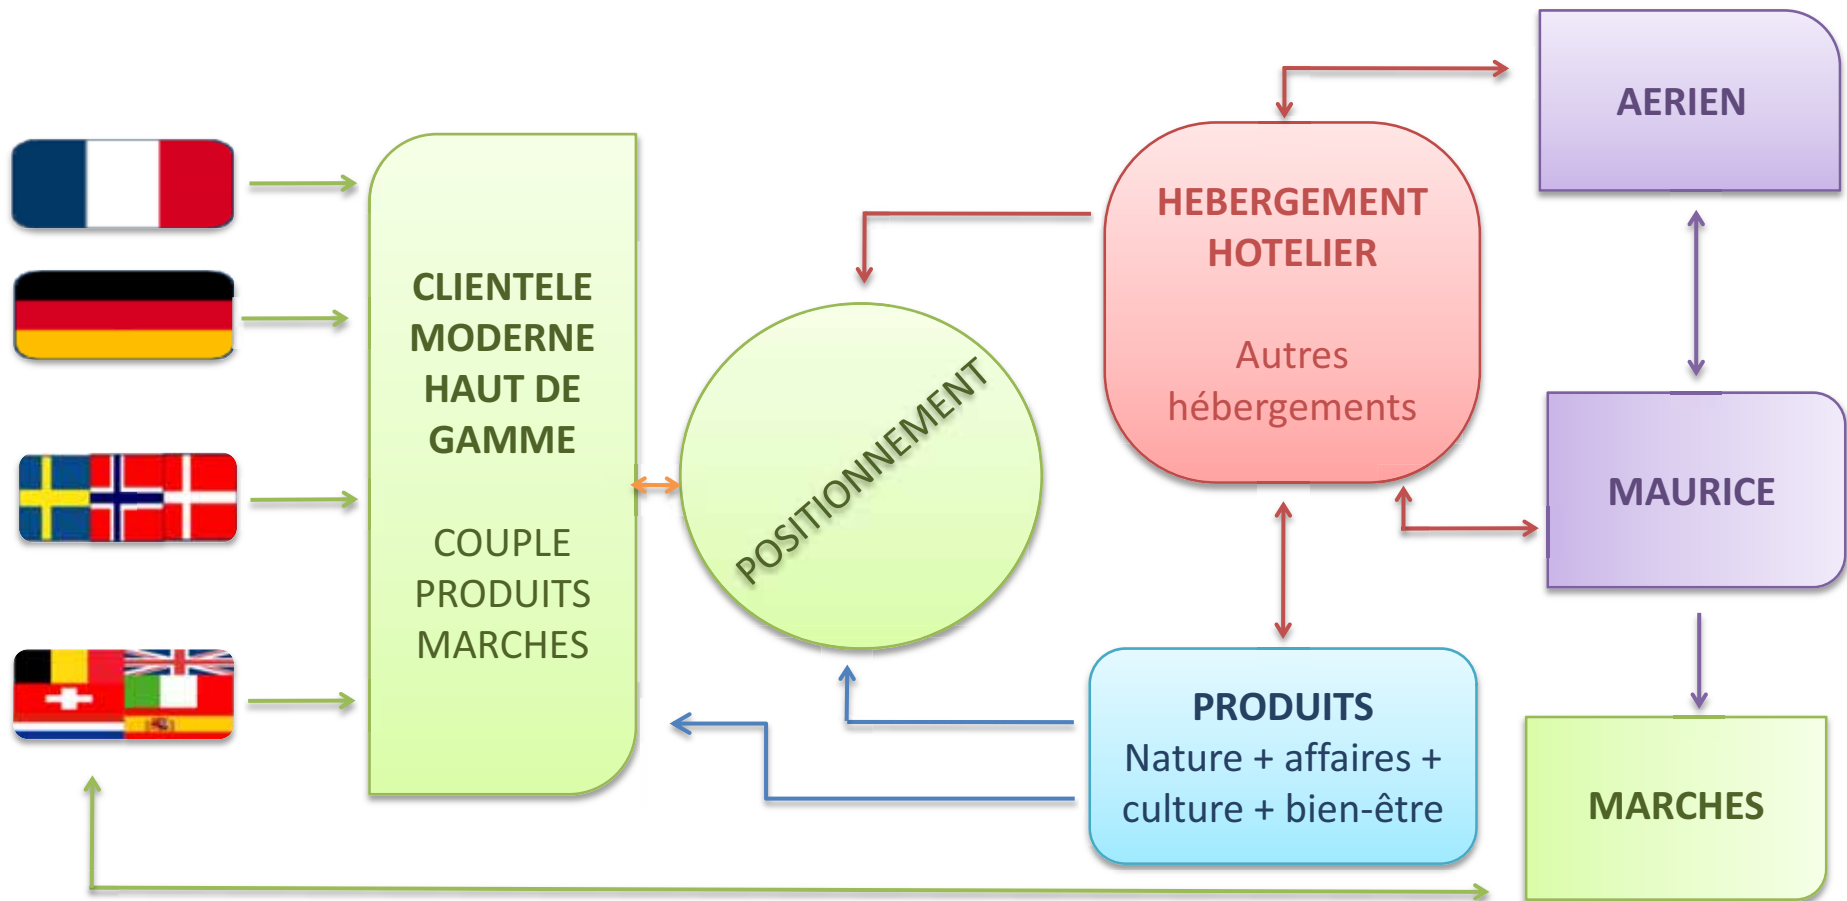 CLIENTELE
MODERNE
HAUT DE
GAMME
COUPLE
PRODUITS
MARCHES
POSITIONNEMENT
HEBERGEMENT
HOTELIER
Autres
hébergements
PRODUITS
Nature + affaires +
culture + bien-être
AERIEN
MAURICE
MARCHES